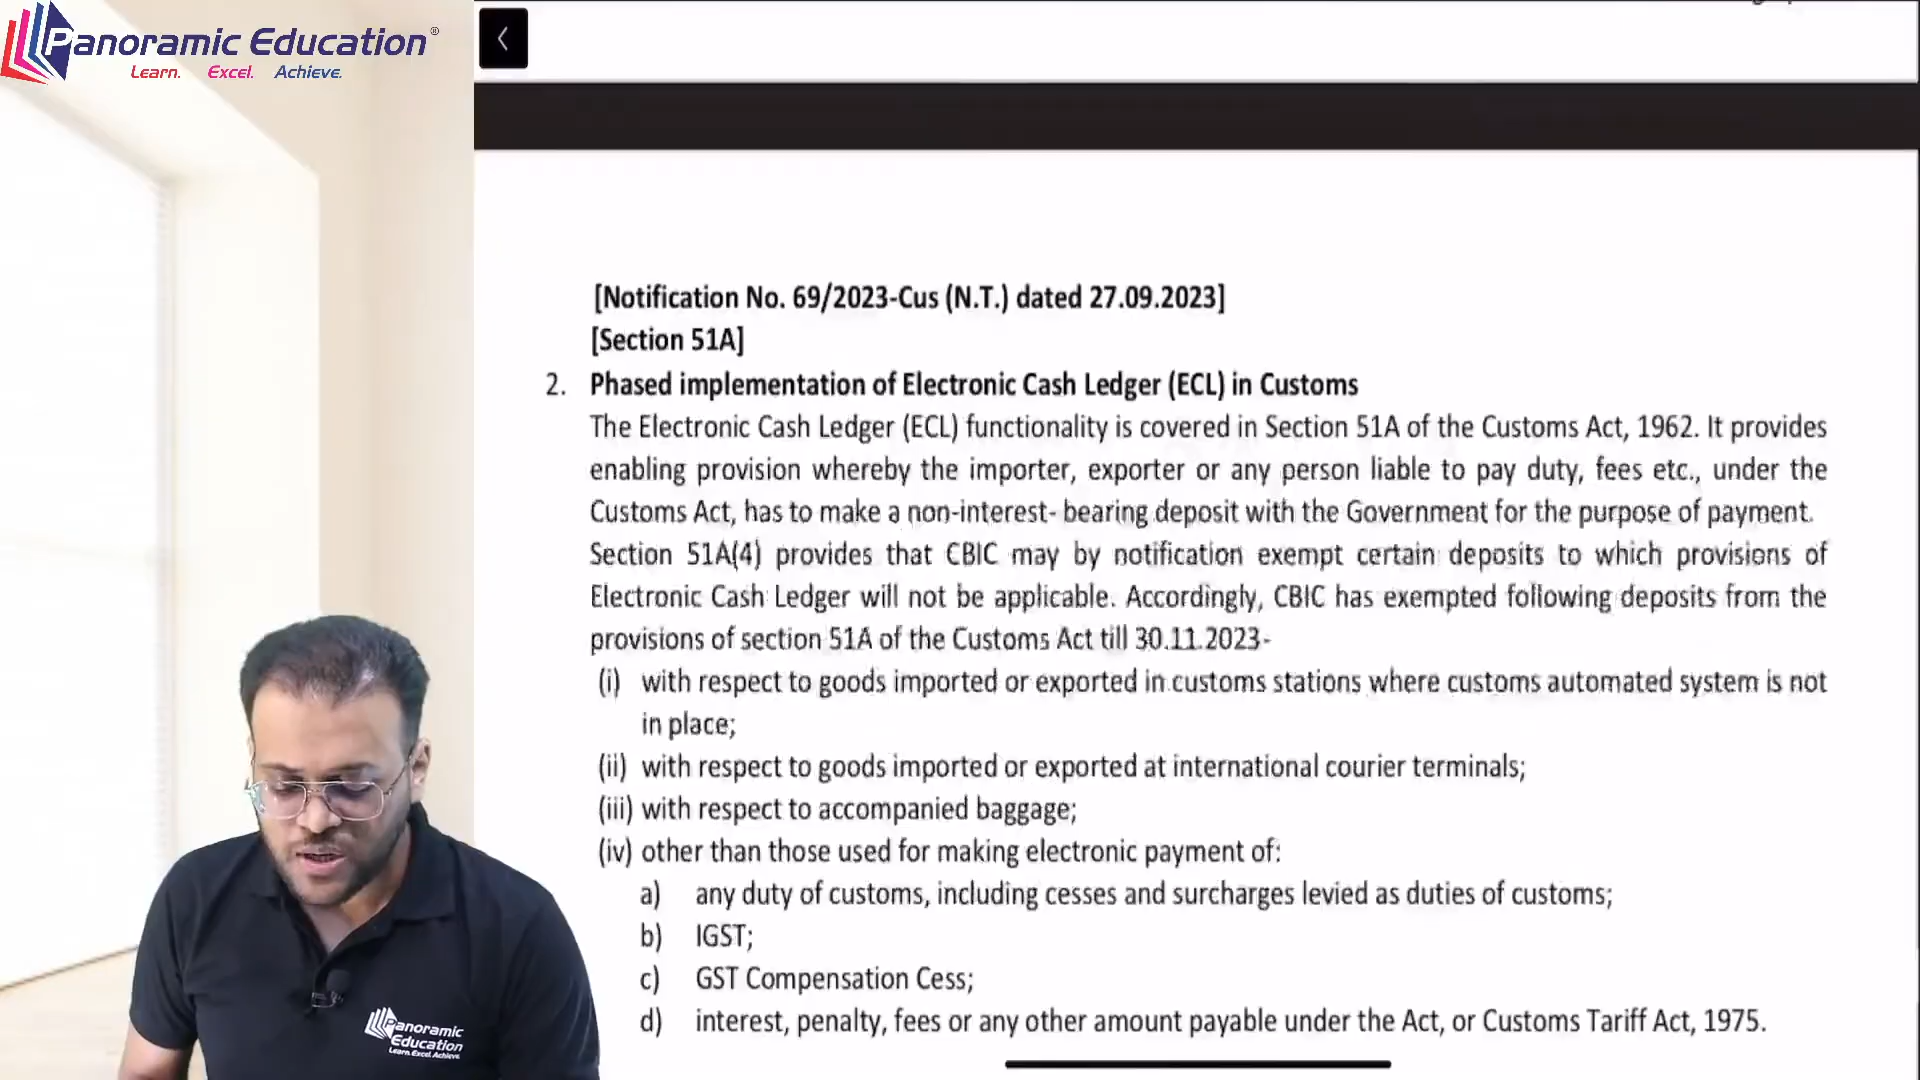 Panoramic Education®
Learn. Excel. Achieve.
[Notification No. 69/2023-Cus (N.T.) dated 27.09.2023]
[Section 51A]
2. Phased implementation of Electronic Cash Ledger (ECL) in Customs
The Electronic Cash Ledger (ECL) functionality is covered in Section 51A of the Customs Act, 1962. It provides
enabling provision whereby the importer, exporter or any person liable to pay duty, fees etc., under the
Customs Act, has to make a non-interest- bearing deposit with the Government for the purpose of payment.
Section 51A(4) provides that CBIC may by notification exempt certain deposits to which provisions of
Electronic Cash Ledger will not be applicable. Accordingly, CBIC has exempted following deposits from the
provisions of section 51A of the Customs Act till 30.11.2023-
(i) with respect to goods imported or exported in customs stations where customs automated system is not
in place;
(ii) with respect to goods imported or exported at international courier terminals;
(iii) with respect to accompanied baggage;
(iv) other than those used for making electronic payment of:
a) any duty of customs, including cesses and surcharges levied as duties of customs;
b) IGST;
c) GST Compensation Cess;
d) interest, penalty, fees or any other amount payable under the Act, or Customs Tariff Act, 1975.
Panoramic
Education
Learn. Excel. Achieve.